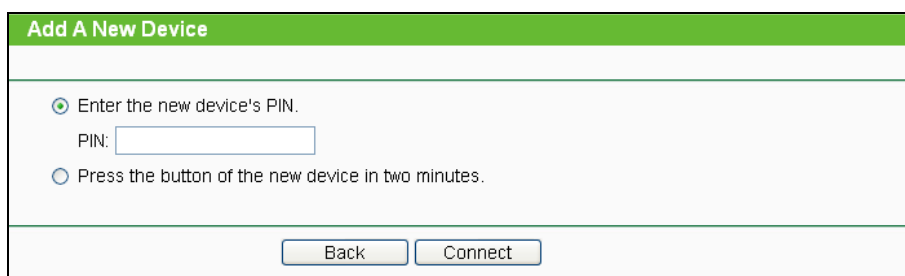 Add A New Device
Enter the new device's PIN.
PIN:
Press the button of the new device in two minutes.
Back Connect